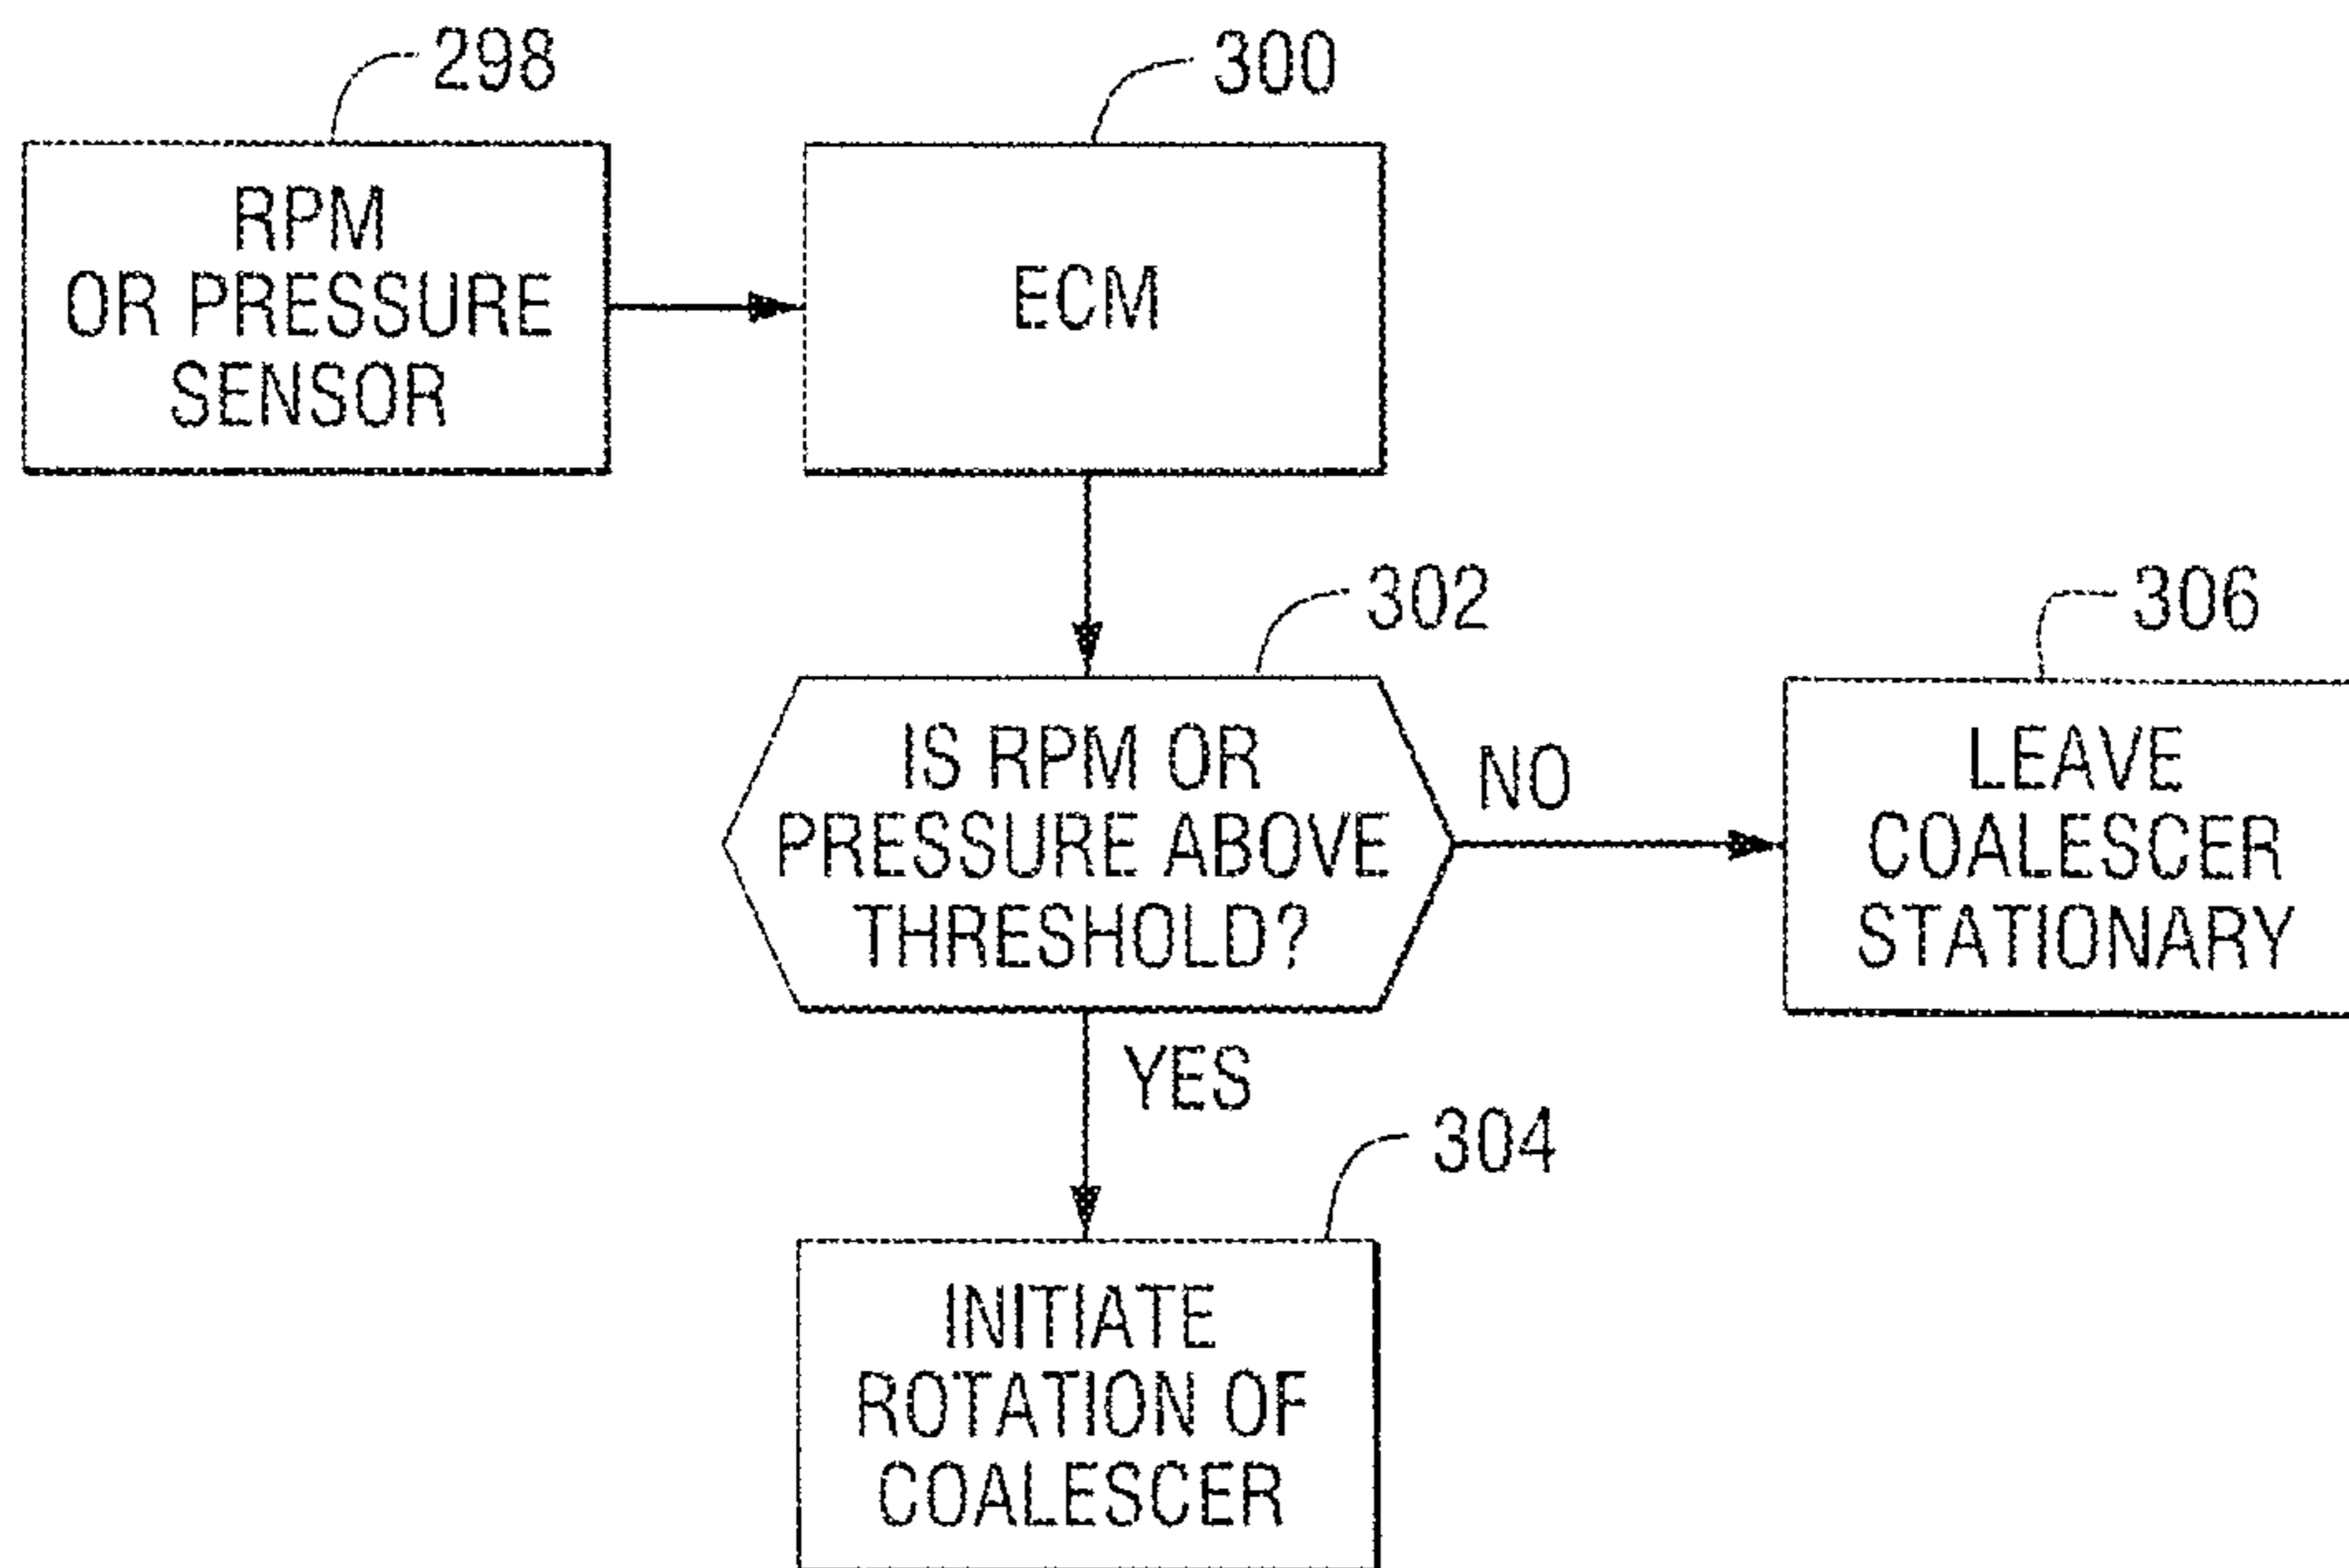 298
RPM
OR PRESSURE
SENSOR
300
ECM
302
IS RPM OR
PRESSURE ABOVE
THRESHOLD?
NO
306
LEAVE
COALESCER
STATIONARY
YES
304
INITIATE
ROTATION OF
COALESCER